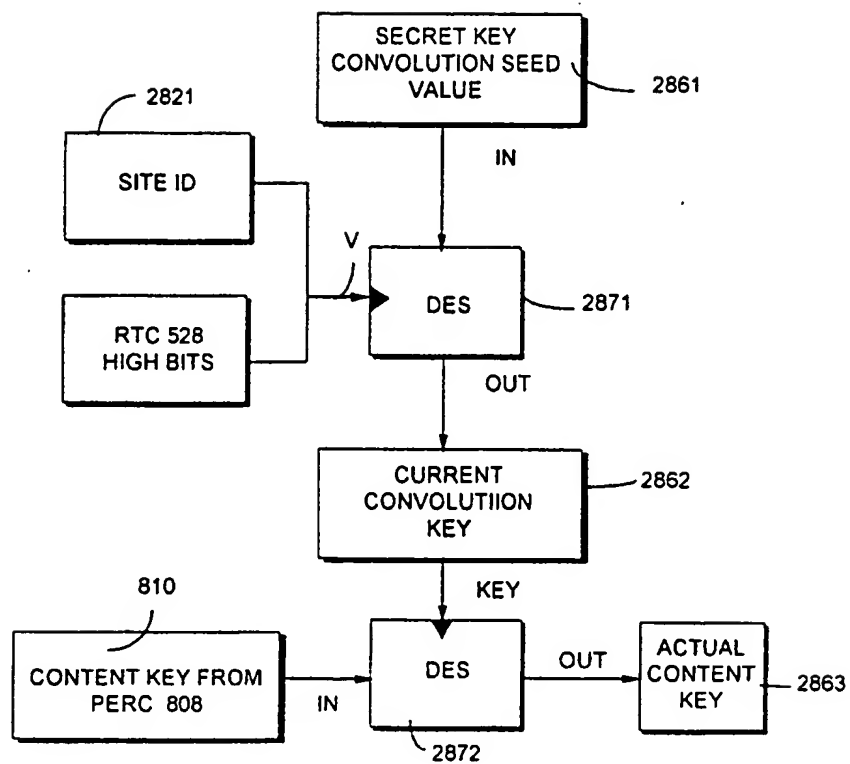 SECRET KEY
CONVOLUTION SEED
VALUE
2861
2821
IN
SITE ID
V
DES
2871
RTC 528
HIGH BITS
OUT
CURRENT
CONVOLUTIION
KEY
2862
KEY
810
CONTENT KEY FROM
PERC 808
IN
DES
OUT
ACTUAL
CONTENT
KEY
2863
2872